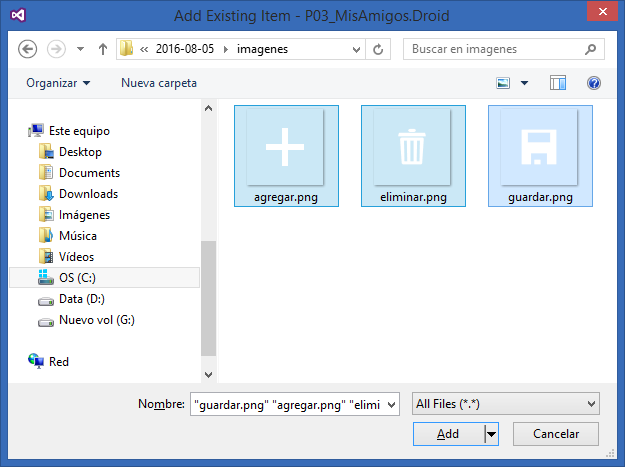 Add Existing Item - P03_MisAmigos.Droid
« 2016-08-05 imagenes
Buscar en imagenes
Organizar Nueva carpeta
Este equipo
Desktop
Documents
Downloads
Imágenes
Música
Vídeos
OS (C:)
Data (D:)
Nuevo vol (G:)
Red
agregar.png eliminar.png guardar.png
Nombre: "guardar.png" "agregar.png" "elimi
All Files (*.*)
Add Cancelar